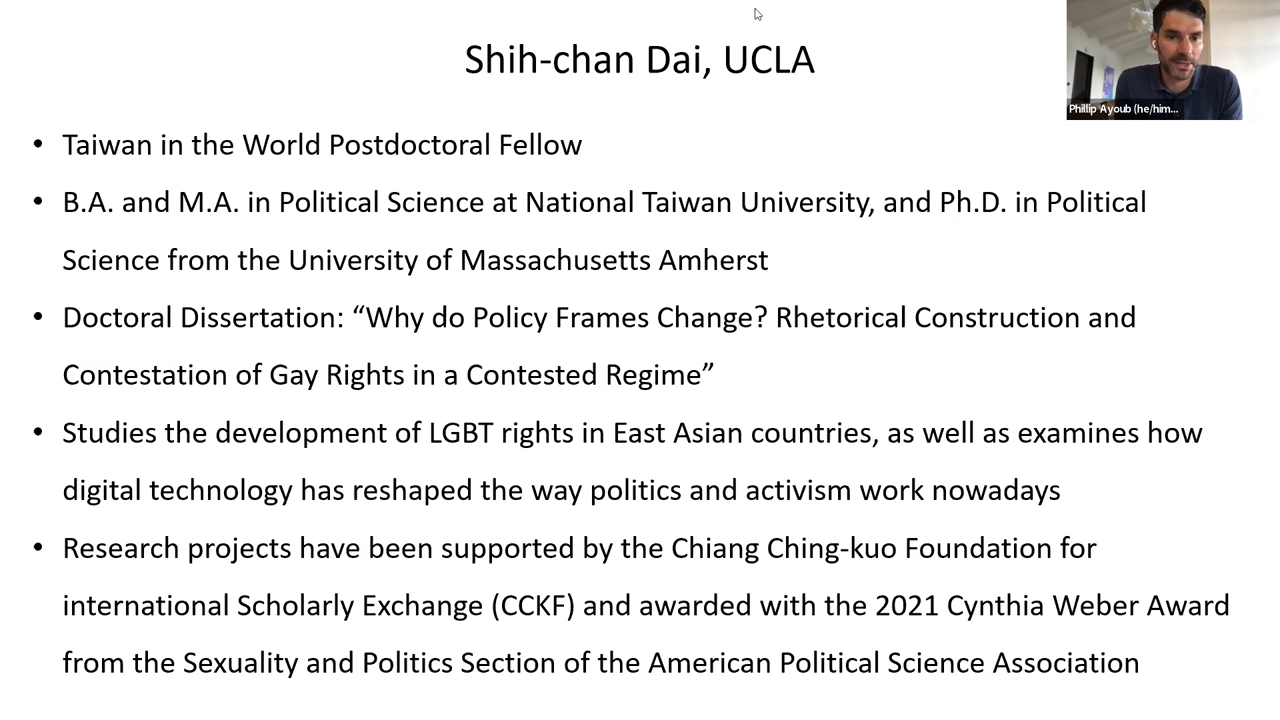 Shih-chan Dai, UCLA
Phillip Ayoub (he/him...
• Taiwan in the World Postdoctoral Fellow
• B.A. and M.A. in Political Science at National Taiwan University, and Ph.D. in Political
Science from the University of Massachusetts Amherst
• Doctoral Dissertation: “Why do Policy Frames Change? Rhetorical Construction and
Contestation of Gay Rights in a Contested Regime”
• Studies the development of LGBT rights in East Asian countries, as well as examines how
digital technology has reshaped the way politics and activism work nowadays
• Research projects have been supported by the Chiang Ching-kuo Foundation for
international Scholarly Exchange (CCKF) and awarded with the 2021 Cynthia Weber Award
from the Sexuality and Politics Section of the American Political Science Association